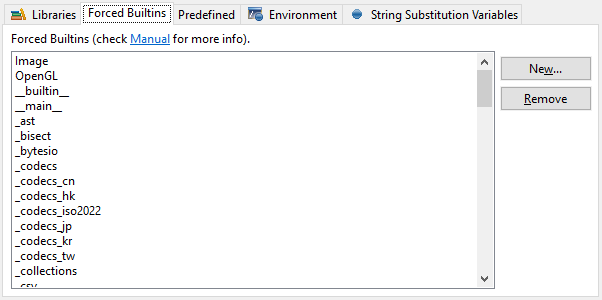 Libraries Forced Builtins Predefined Environment String Substitution Variables
Forced Builtins (check Manual for more info).
Image
OpenGL
__builtin__
__main__
_ast
_bisect
_bytesio
_codecs
_codecs_cn
_codecs_hk
_codecs_iso2022
_codecs_jp
_codecs_kr
_codecs_tw
_collections
_csv
New...
Remove